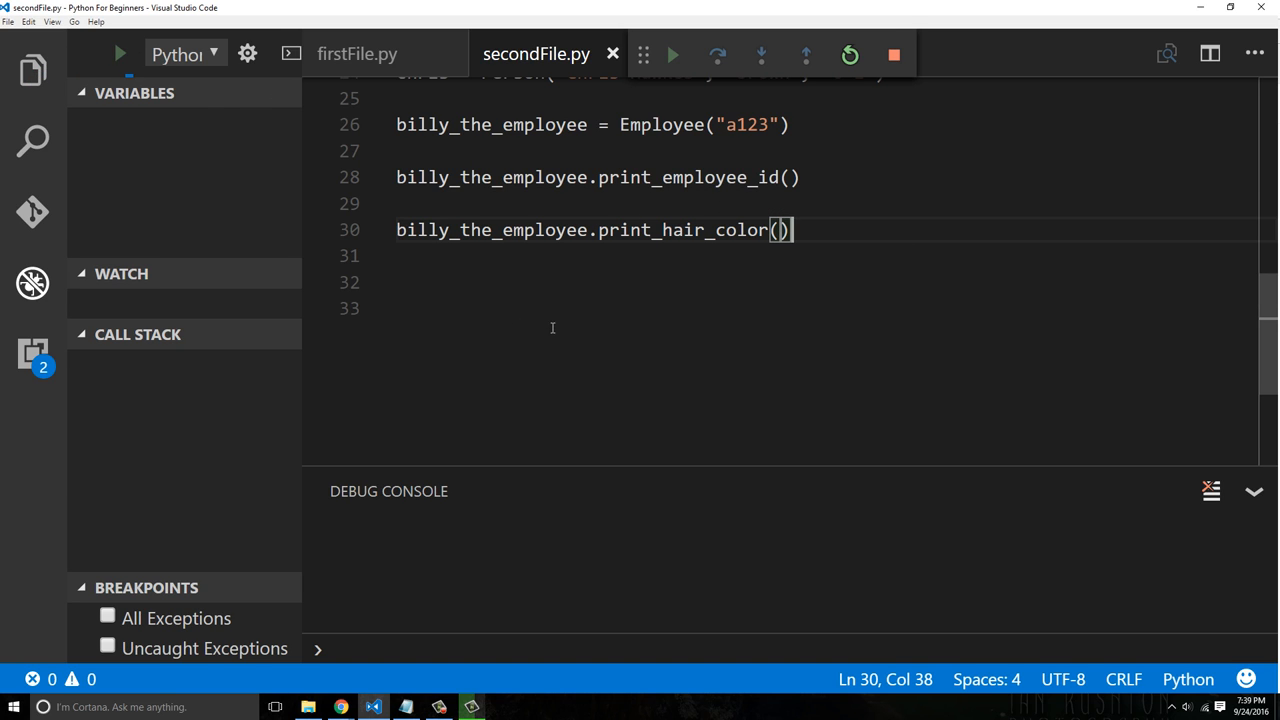 secondFile.py - Python For Beginners - Visual Studio Code
File Edit View Go Help
Pytho
firstFile.py
secondFile.py
VARIABLES
25
26 billy_the_employee = Employee("a123")
27
28 billy_the_employee.print_employee_id()
29
30 billy_the_employee.print_hair_color()
31
32
33
WATCH
CALL STACK
2
DEBUG CONSOLE
BREAKPOINTS
All Exceptions
Uncaught Exceptions
0 0
Ln 30, Col 38 Spaces: 4 UTF-8 CRLF Python
I'm Cortana. Ask me anything.
7:39 PM
9/24/2016